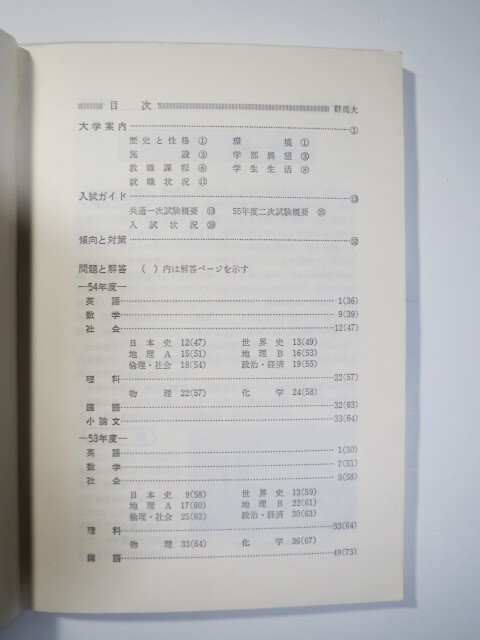 目次 群馬大
大学案内 ①
歴史と性格 ① 環境 ①
施設 ③ 学部展望 ③
教職課程 ⑥ 学生生活 ⑧
就職状況 ⑪
入試ガイド
共通一次試験概要 55年度二次試験概要
入試状況
傾向と対策
問題と解答 ( )内は解答ページを示す
―54年度―
英語 1(36)
数学 9(39)
社会 12(47)
日本史 12(47) 世界史 13(49)
地理A 15(51) 地理B 16(53)
倫理・社会 18(54) 政治・経済 19(55)
理科 22(57)
物理 22(57) 化学 24(58)
国語 32(63)
小論文 33(64)
―53年度―
英語 1(50)
数学 7(51)
社会 9(58)
日本史 9(58) 世界史 13(59)
地理A 17(60) 地理B 22(61)
倫理・社会 25(62) 政治・経済 30(63)
理科 33(64)
物理 33(64) 化学 36(67)
国語 49(73)